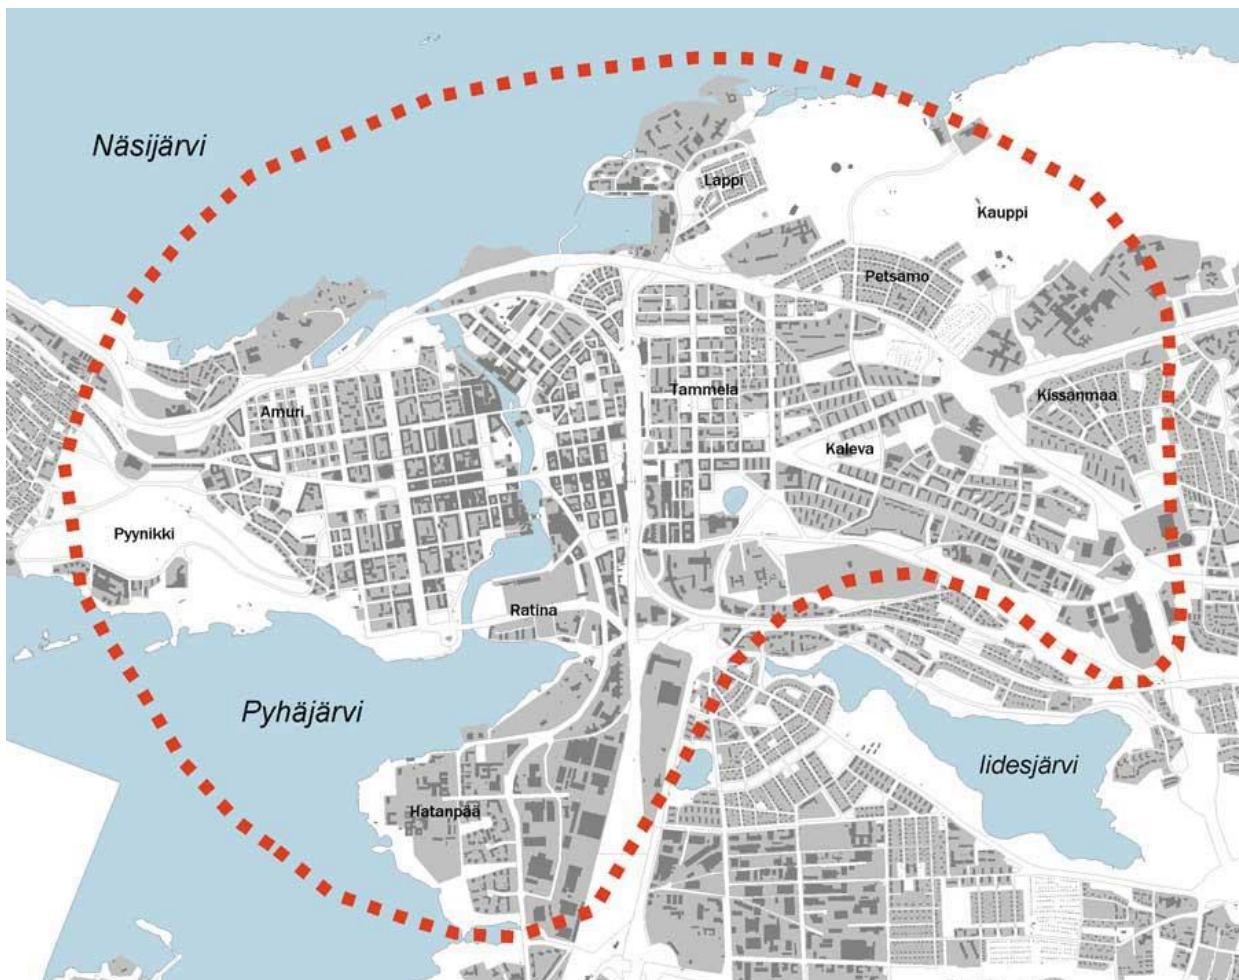 Näsijärvi
Lappi
Kauppi
Petsamo
Tammela
Kissanmaa
Amuri
Kaleva
Pyynikki
Ratina
Pyhäjärvi
Iidesjärvi
Hatanpää